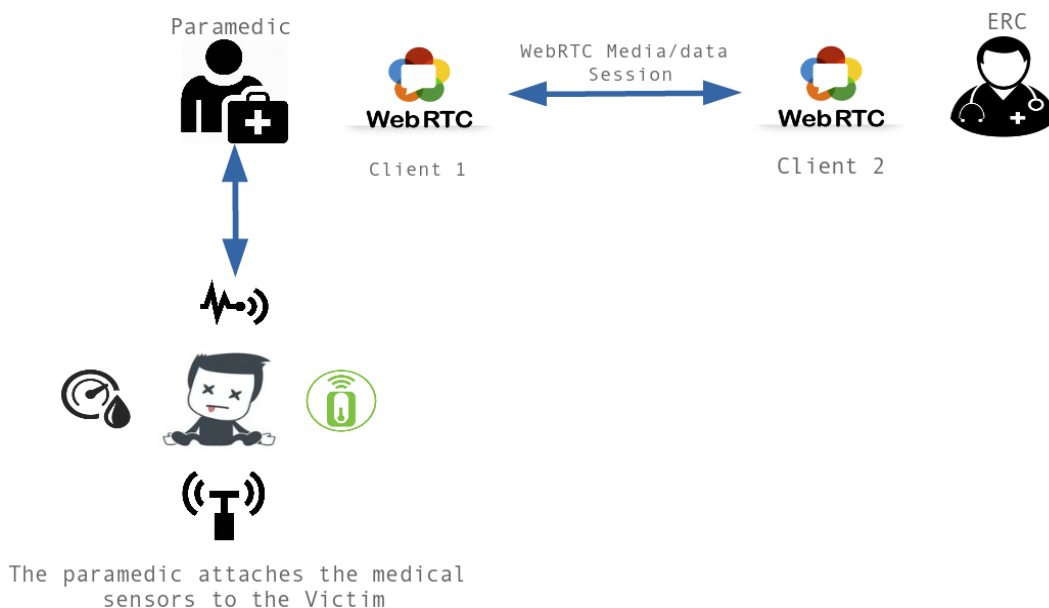 Paramedic
ERC
WebRTC Media/data
Session
WebRTC
WebRTC
Client 1
Client 2
The paramedic attaches the medical
sensors to the Victim